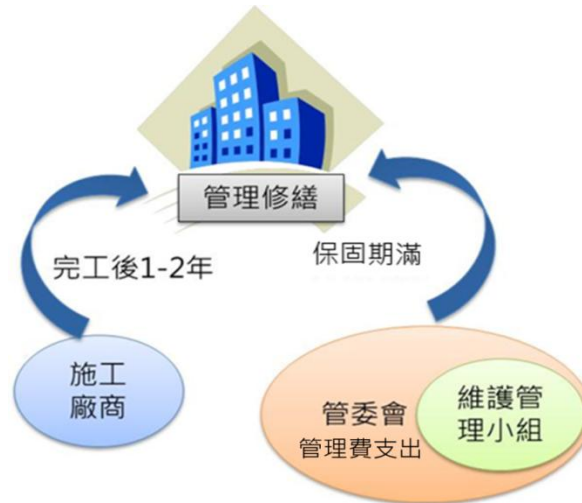 管理修繕
完工後1-2年
保固期滿
施工
廠商
管委會
管理費支出
維護管
理小組